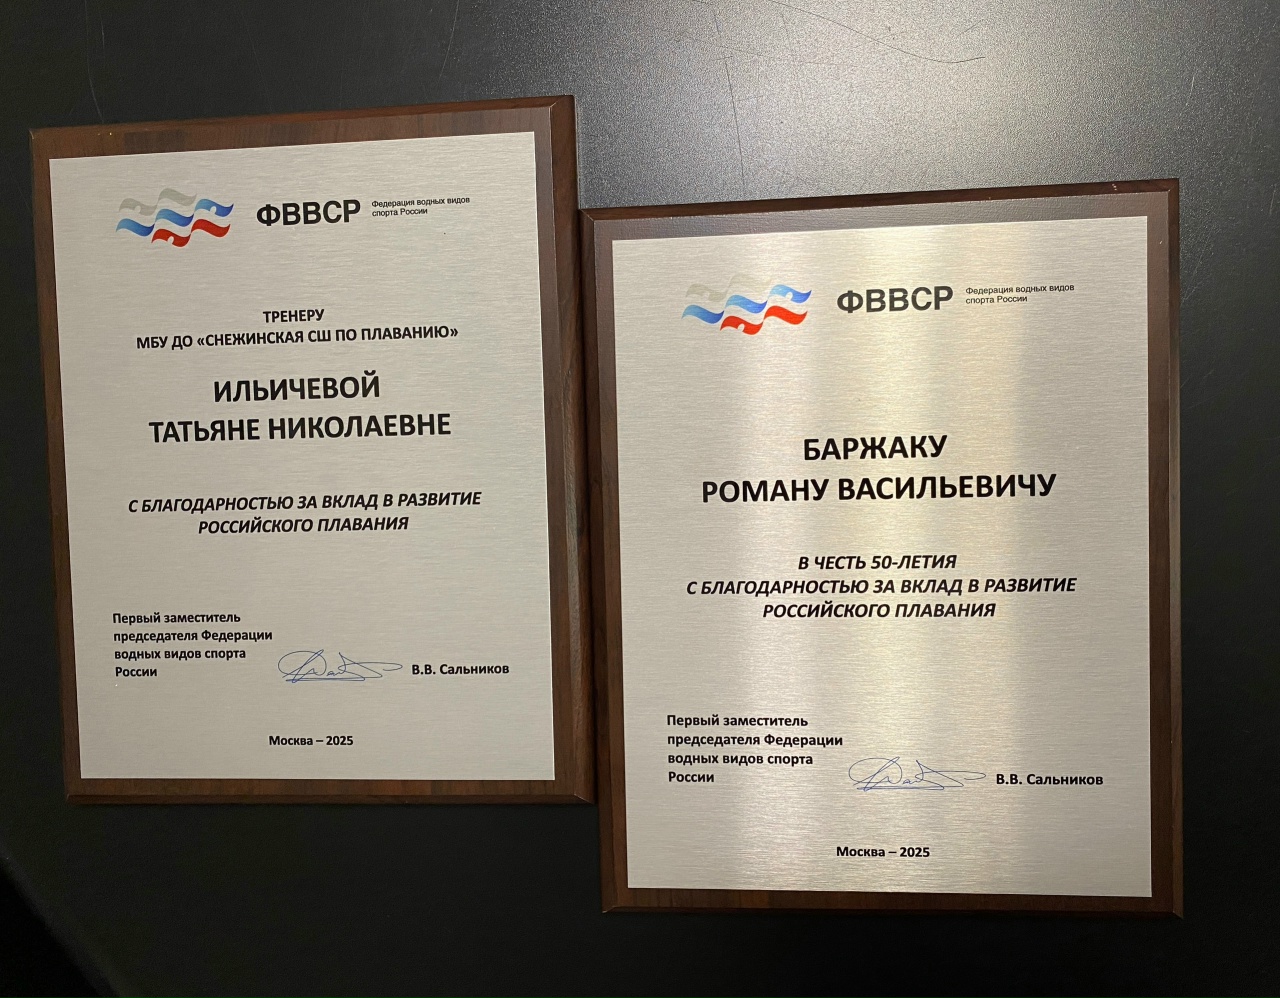 ФВВСР
Федерация водных видов
спорта России
ТРЕНЕРУ
МБУ ДО «СНЕЖИНСКАЯ СШ ПО ПЛАВАНИЮ»
ИЛЬИЧЕВОЙ
ТАТЬЯНЕ НИКОЛАЕВНЕ
С БЛАГОДАРНОСТЬЮ ЗА ВКЛАД В РАЗВИТИЕ
РОССИЙСКОГО ПЛАВАНИЯ
Первый заместитель
председателя Федерации
водных видов спорта
России
В.В. Сальников
Москва – 2025
ФВВСР
Федерация водных видов
спорта России
БАРЖАКУ
РОМАНУ ВАСИЛЬЕВИЧУ
В ЧЕСТЬ 50-ЛЕТИЯ
С БЛАГОДАРНОСТЬЮ ЗА ВКЛАД В РАЗВИТИЕ
РОССИЙСКОГО ПЛАВАНИЯ
Первый заместитель
председателя Федерации
водных видов спорта
России
В.В. Сальников
Москва – 2025